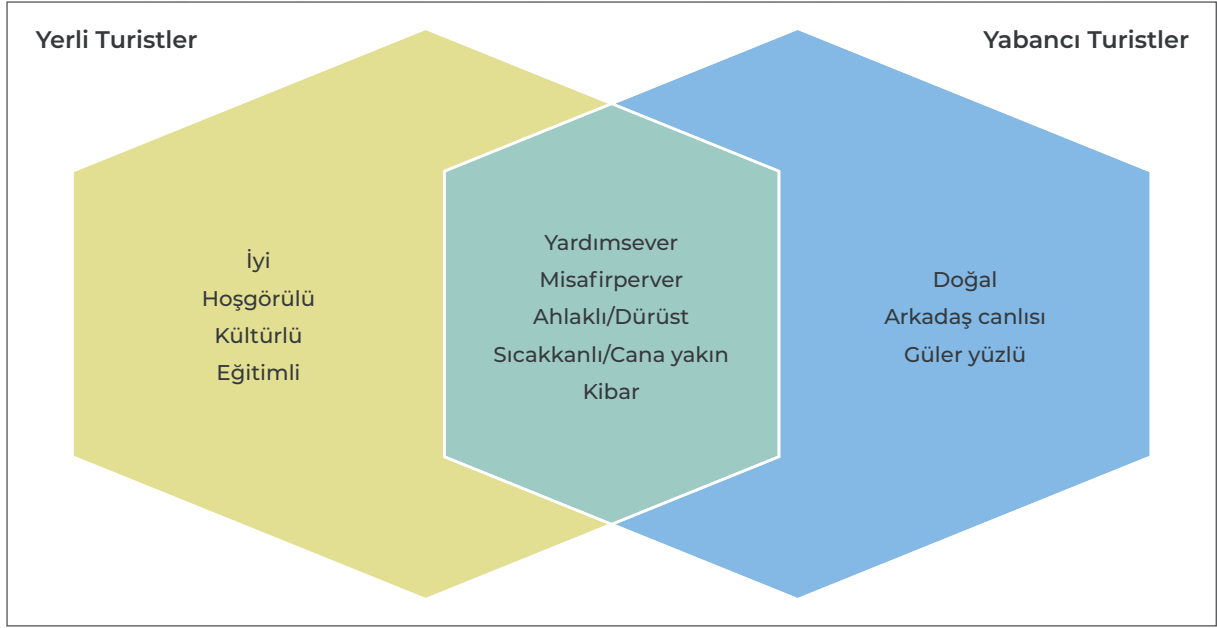 Yerli Turistler
Yabancı Turistler
İyi
Hoşgörülü
Kültürlü
Eğitimli
Yardımsever
Misafirperver
Ahlaklı/Dürüst
Sıcakkanlı/Cana yakın
Kibar
Doğal
Arkadaş canlısı
Güler yüzlü